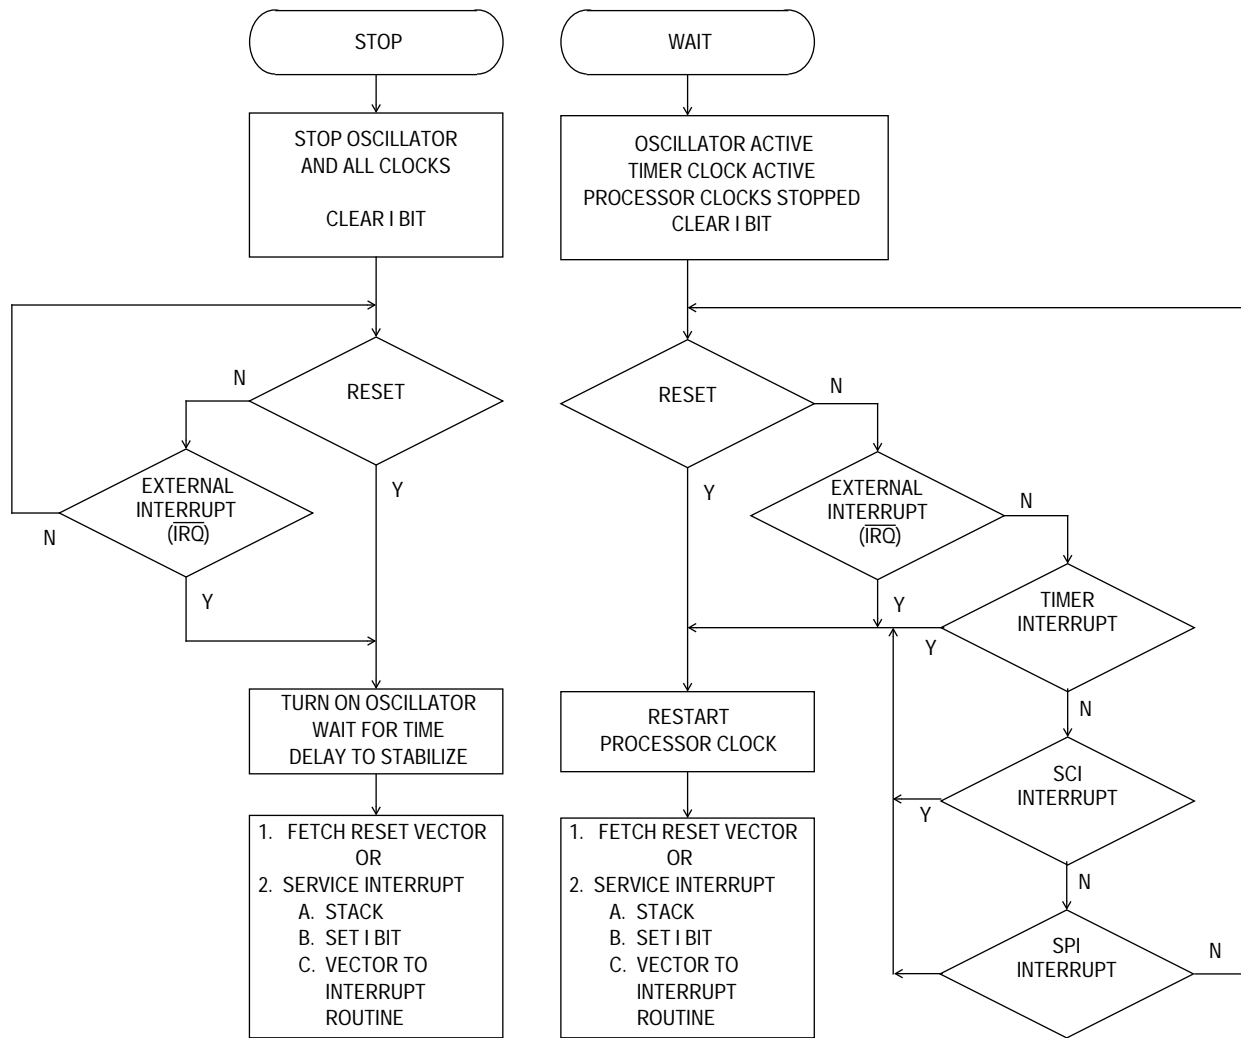 STOP
STOP OSCILLATOR
AND ALL CLOCKS
CLEAR I BIT
RESET
N
Y
EXTERNAL
INTERRUPT
(IRQ)
N
Y
TURN ON OSCILLATOR
WAIT FOR TIME
DELAY TO STABILIZE
1. FETCH RESET VECTOR
OR
2. SERVICE INTERRUPT
A. STACK
B. SET I BIT
C. VECTOR TO
INTERRUPT
ROUTINE
WAIT
OSCILLATOR ACTIVE
TIMER CLOCK ACTIVE
PROCESSOR CLOCKS STOPPED
CLEAR I BIT
RESET
N
Y
EXTERNAL
INTERRUPT
(IRQ)
N
Y
TIMER
INTERRUPT
Y
N
SCI
INTERRUPT
Y
N
SPI
INTERRUPT
N
RESTART
PROCESSOR CLOCK
1. FETCH RESET VECTOR
OR
2. SERVICE INTERRUPT
A. STACK
B. SET I BIT
C. VECTOR TO
INTERRUPT
ROUTINE